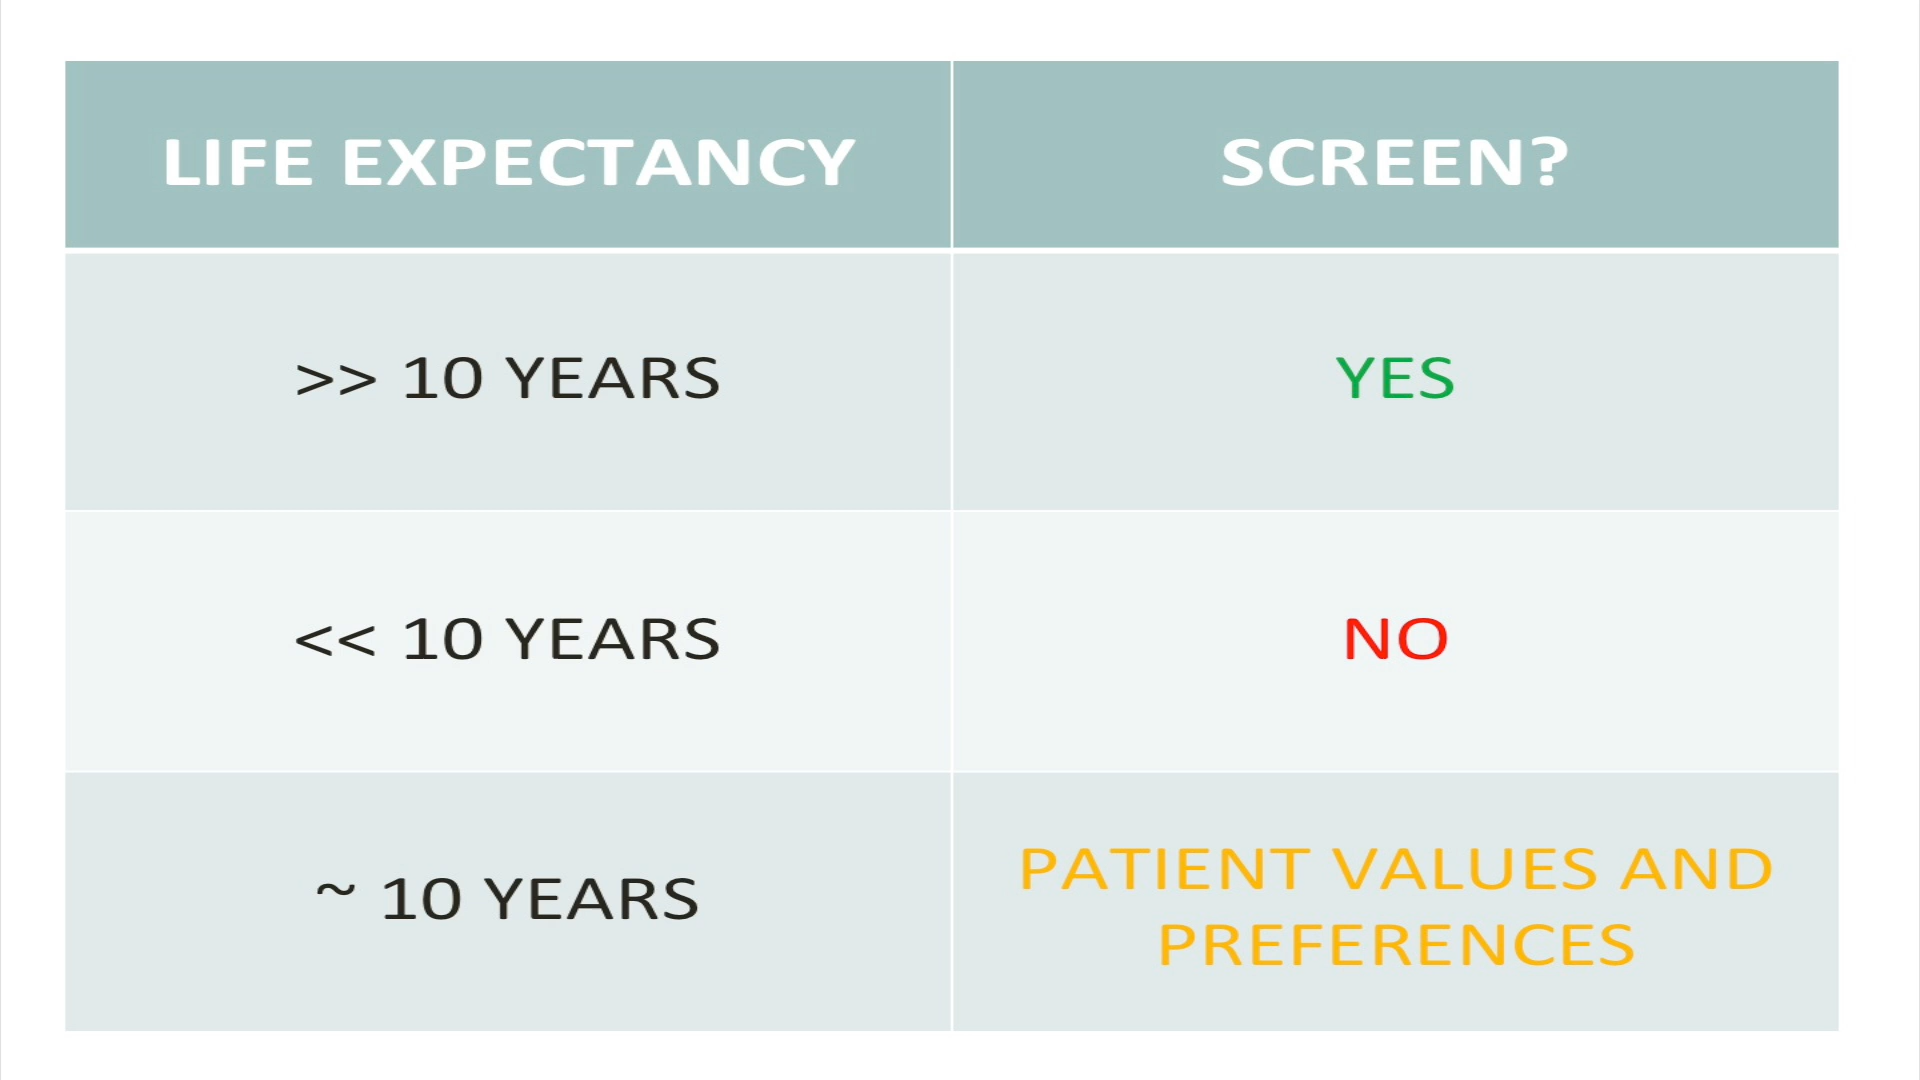 LIFE EXPECTANCY SCREEN?
>> 10 YEARS YES
<< 10 YEARS NO
~ 10 YEARS PATIENT VALUES AND
PREFERENCES